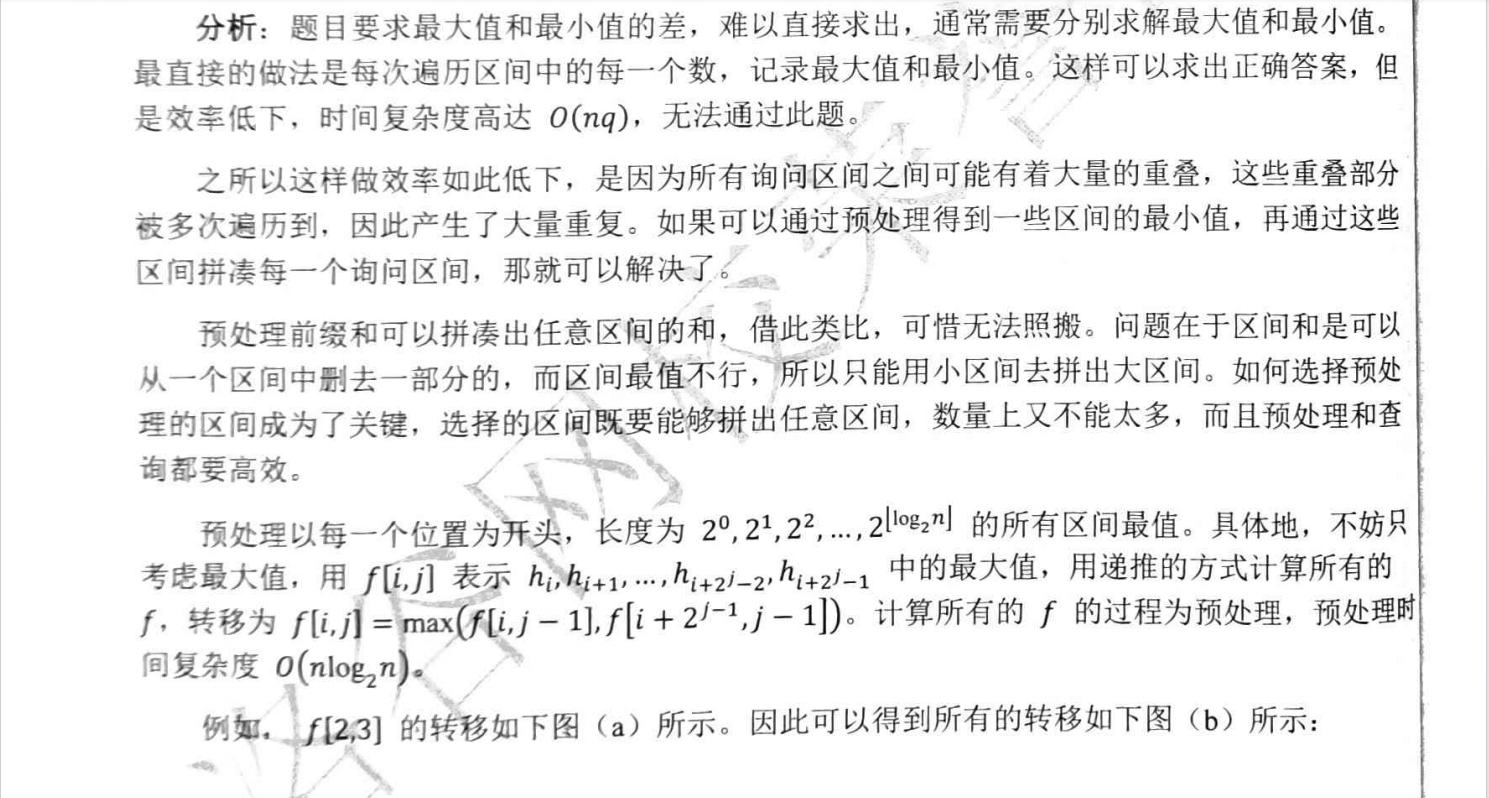 分析：题目要求最大值和最小值的差，难以直接求出，通常需要分别求解最大值和最小值。
最直接的做法是每次遍历区间中的每一个数，记录最大值和最小值。这样可以求出正确答案，但
是效率低下，时间复杂度高达 O(nq)，无法通过此题。
之所以这样做效率如此低下，是因为所有询问区间之间可能有着大量的重叠，这些重叠部分
被多次遍历到，因此产生了大量重复。如果可以通过预处理得到一些区间的最小值，再通过这些
区间拼凑每一个询问区间，那就可以解决了。
预处理前缀和可以拼凑出任意区间的和，借此类比，可惜无法照搬。问题在于区间和是可以
从一个区间中删去一部分的，而区间最值不行，所以只能用小区间去拼出大区间。如何选择预处
理的区间成为了关键，选择的区间既要能够拼出任意区间，数量上又不能太多，而且预处理和查
询都要高效。
预处理以每一个位置为开头，长度为 2⁰, 2¹, 2², …, 2^⌊log₂n⌋ 的所有区间最值。具体地，不妨只
考虑最大值，用 f[i,j] 表示 h_i, h_{i+1}, …, h_{i+2^j−2}, h_{i+2^j−1} 中的最大值，用递推的方式计算所有的
f，转移为 f[i,j] = max(f[i,j − 1], f[i + 2^{j−1}, j − 1])。计算所有的 f 的过程为预处理，预处理时
间复杂度 O(nlog₂n)。
例如，f[2,3] 的转移如下图（a）所示。因此可以得到所有的转移如下图（b）所示：
洛谷网校荣誉